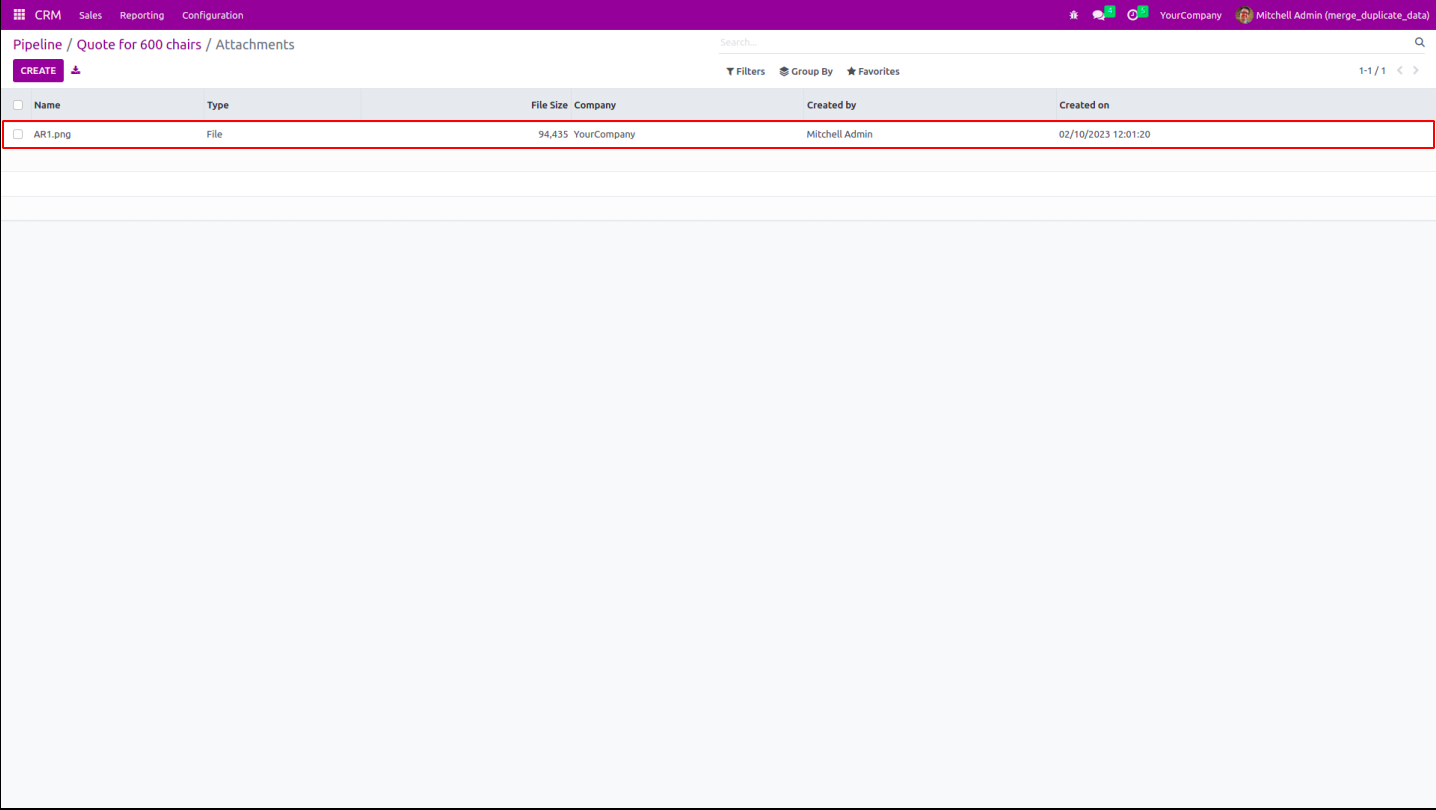 CRM Sales Reporting Configuration 4 5 YourCompany Mitchell Admin (merge_duplicate_data)
Pipeline / Quote for 600 chairs / Attachments Search...
CREATE Filters Group By Favorites 1-1 / 1
Name Type File Size Company Created by Created on
AR1.png File 94,435 YourCompany Mitchell Admin 02/10/2023 12:01:20